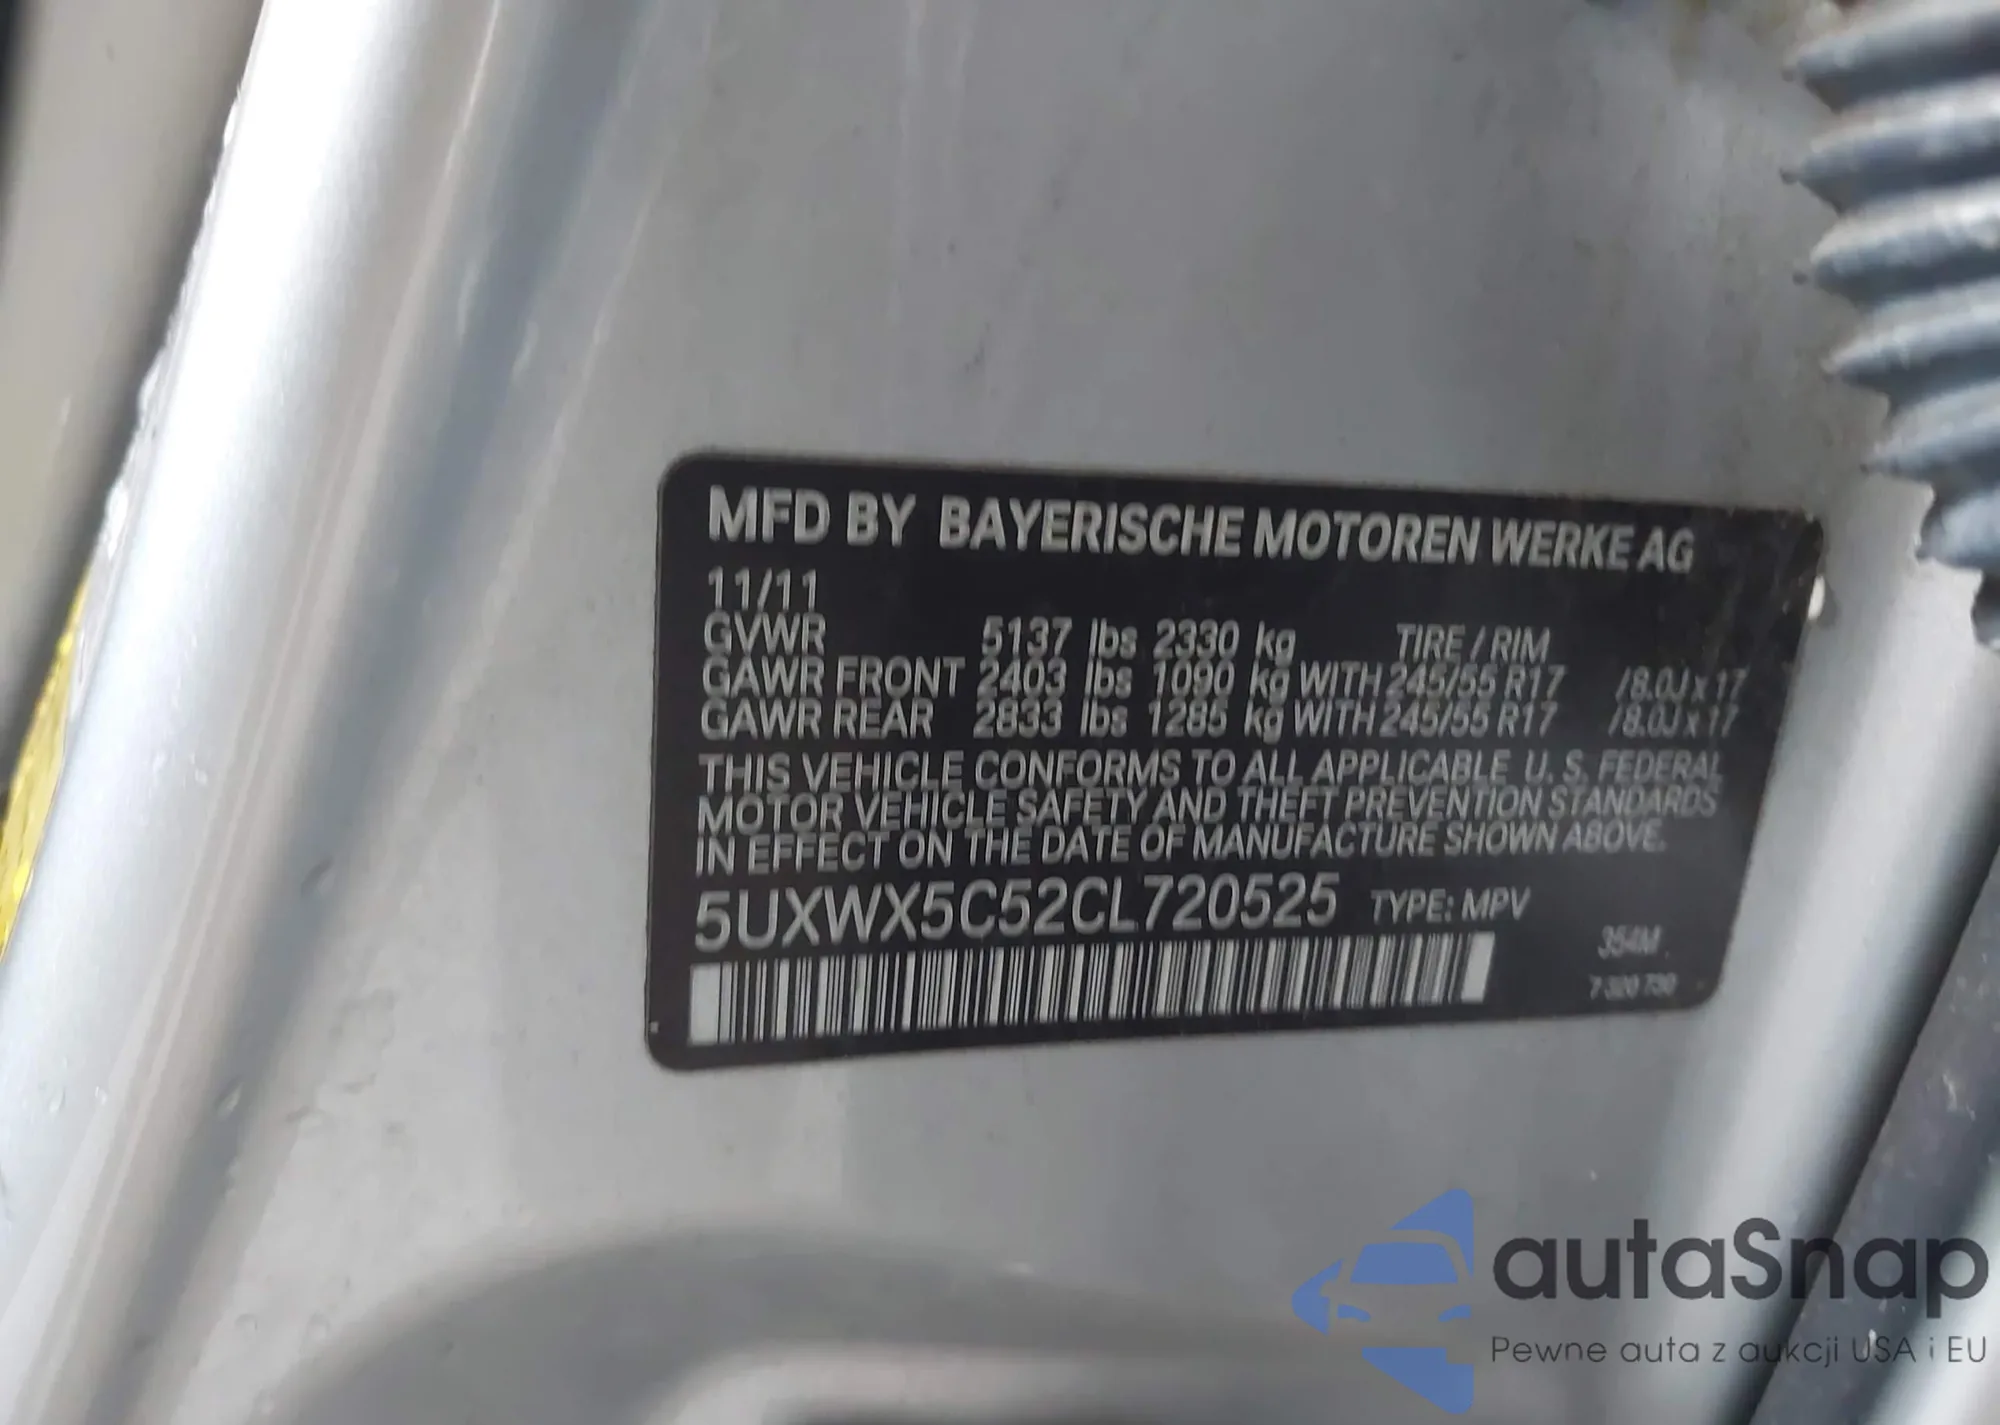 MFD BY BAYERISCHE MOTOREN WERKE AG
11/11
GVWR 5137 lbs 2330 kg TIRE / RIM
GAWR FRONT 2403 lbs 1090 kg WITH 245/55 R17 /8.0J x 17
GAWR REAR 2833 lbs 1285 kg WITH 245/55 R17 /8.0J x 17
THIS VEHICLE CONFORMS TO ALL APPLICABLE U. S. FEDERAL
MOTOR VEHICLE SAFETY AND THEFT PREVENTION STANDARDS
IN EFFECT ON THE DATE OF MANUFACTURE SHOWN ABOVE.
5UXWX5C52CL720525 TYPE: MPV
354M
7 320 730
autaSnap
Pewne auta z aukcji USA i EU